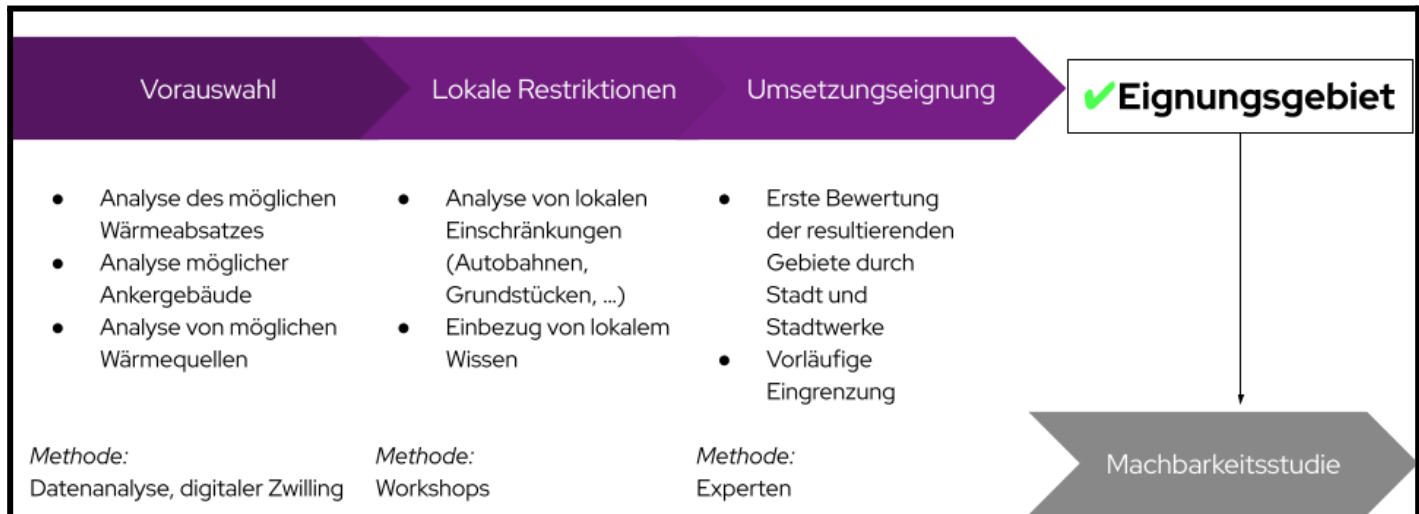 Vorauswahl
Lokale Restriktionen
Umsetzungseignung
✔Eignungsgebiet
● Analyse des möglichen
Wärmeabsatzes
● Analyse möglicher
Ankergebäude
● Analyse von möglichen
Wärmequellen
● Analyse von lokalen
Einschränkungen
(Autobahnen,
Grundstücken, ...)
● Einbezug von lokalem
Wissen
● Erste Bewertung
der resultierenden
Gebiete durch
Stadt und
Stadtwerke
● Vorläufige
Eingrenzung
Methode:
Datenanalyse, digitaler Zwilling
Methode:
Workshops
Methode:
Experten
Machbarkeitsstudie